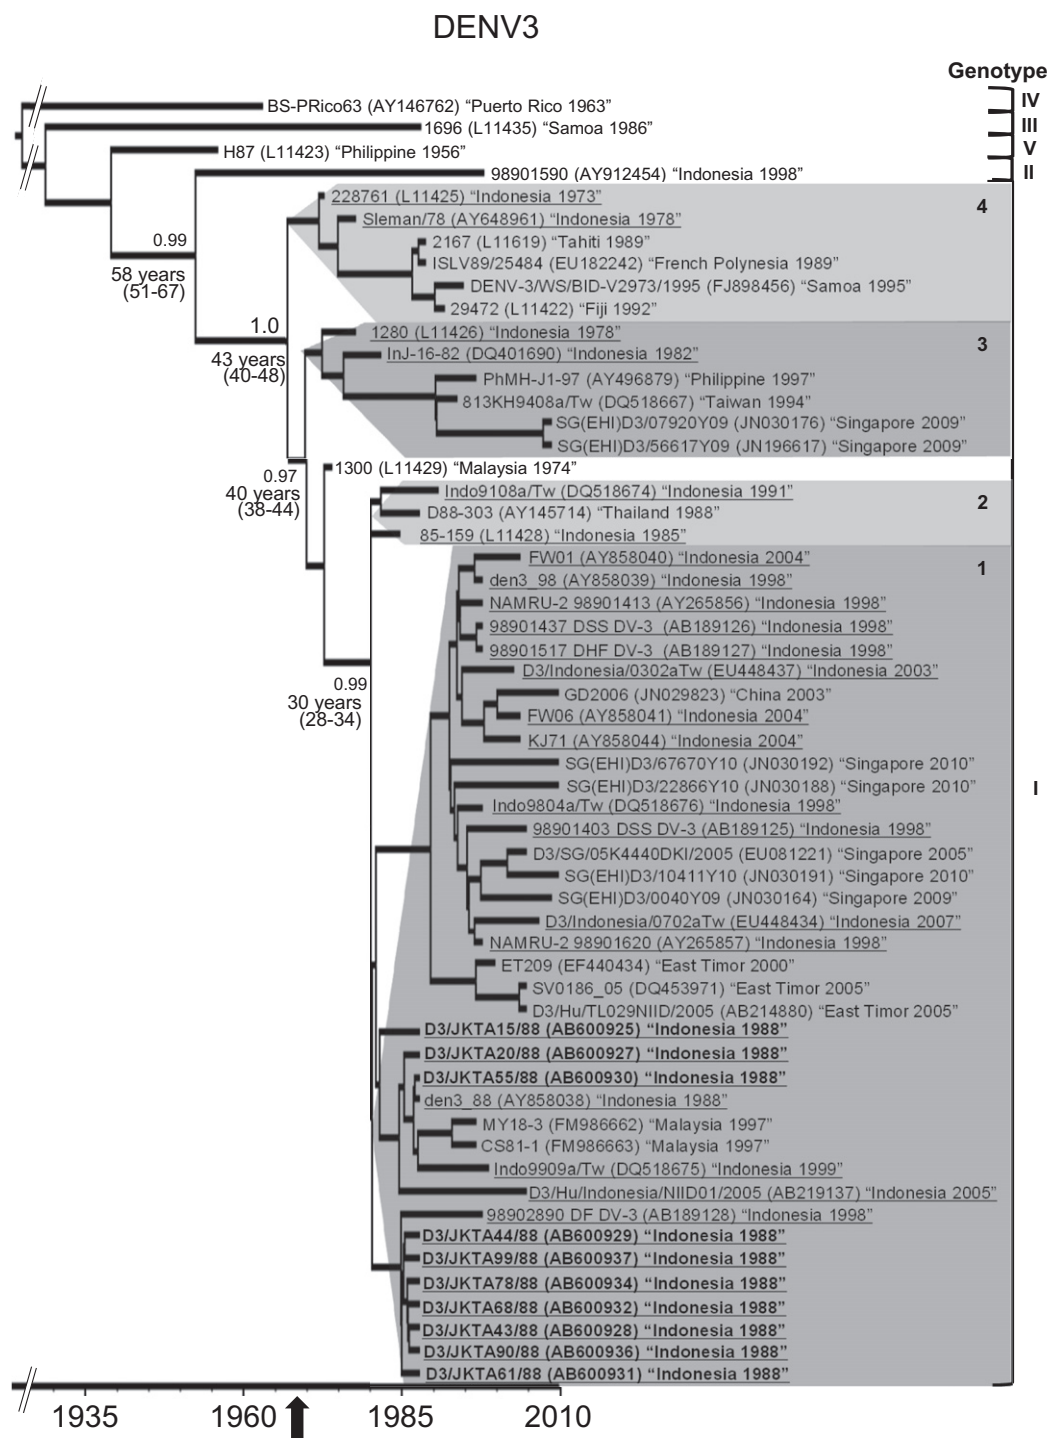 DENV3
Genotype
BS-PRico63 (AY146762) “Puerto Rico 1963”
IV
1696 (L11435) “Samoa 1986”
III
H87 (L11423) “Philippine 1956”
V
98901590 (AY912454) “Indonesia 1998”
II
228761 (L11425) “Indonesia 1973”
4
Sleman/78 (AY648961) “Indonesia 1978”
2167 (L11619) “Tahiti 1989”
0.99
ISLV89/25484 (EU182242) “French Polynesia 1989”
58 years
(51-67)
DENV-3/WS/BID-V2973/1995 (FJ898456) “Samoa 1995”
29472 (L11422) “Fiji 1992”
1.0
1280 (L11426) “Indonesia 1978”
3
43 years
(40-48)
InJ-16-82 (DQ401690) “Indonesia 1982”
PhMH-J1-97 (AY496879) “Philippine 1997”
813KH9408a/Tw (DQ518667) “Taiwan 1994”
SG(EHI)D3/07920Y09 (JN030176) “Singapore 2009”
SG(EHI)D3/56617Y09 (JN196617) “Singapore 2009”
1300 (L11429) “Malaysia 1974”
0.97
40 years
(38-44)
Indo9108a/Tw (DQ518674) “Indonesia 1991”
2
D88-303 (AY145714) “Thailand 1988”
85-159 (L11428) “Indonesia 1985”
FW01 (AY858040) “Indonesia 2004”
1
den3_98 (AY858039) “Indonesia 1998”
NAMRU-2 98901413 (AY265856) “Indonesia 1998”
98901437 DSS DV-3 (AB189126) “Indonesia 1998”
98901517 DHF DV-3 (AB189127) “Indonesia 1998”
D3/Indonesia/0302aTw (EU448437) “Indonesia 2003”
0.99
30 years
(28-34)
GD2006 (JN029823) “China 2003”
FW06 (AY858041) “Indonesia 2004”
KJ71 (AY858044) “Indonesia 2004”
SG(EHI)D3/67670Y10 (JN030192) “Singapore 2010”
SG(EHI)D3/22866Y10 (JN030188) “Singapore 2010”
I
Indo9804a/Tw (DQ518676) “Indonesia 1998”
98901403 DSS DV-3 (AB189125) “Indonesia 1998”
D3/SG/05K4440DKI/2005 (EU081221) “Singapore 2005”
SG(EHI)D3/10411Y10 (JN030191) “Singapore 2010”
SG(EHI)D3/0040Y09 (JN030164) “Singapore 2009”
D3/Indonesia/0702aTw (EU448434) “Indonesia 2007”
NAMRU-2 98901620 (AY265857) “Indonesia 1998”
ET209 (EF440434) “East Timor 2000”
SV0186_05 (DQ453971) “East Timor 2005”
D3/Hu/TL029NIID/2005 (AB214880) “East Timor 2005”
D3/JKTA15/88 (AB600925) “Indonesia 1988”
D3/JKTA20/88 (AB600927) “Indonesia 1988”
D3/JKTA55/88 (AB600930) “Indonesia 1988”
den3_88 (AY858038) “Indonesia 1988”
MY18-3 (FM986662) “Malaysia 1997”
CS81-1 (FM986663) “Malaysia 1997”
Indo9909a/Tw (DQ518675) “Indonesia 1999”
D3/Hu/Indonesia/NIID01/2005 (AB219137) “Indonesia 2005”
98902890 DF DV-3 (AB189128) “Indonesia 1998”
D3/JKTA44/88 (AB600929) “Indonesia 1988”
D3/JKTA99/88 (AB600937) “Indonesia 1988”
D3/JKTA78/88 (AB600934) “Indonesia 1988”
D3/JKTA68/88 (AB600932) “Indonesia 1988”
D3/JKTA43/88 (AB600928) “Indonesia 1988”
D3/JKTA90/88 (AB600936) “Indonesia 1988”
D3/JKTA61/88 (AB600931) “Indonesia 1988”
1935 1960 1985 2010